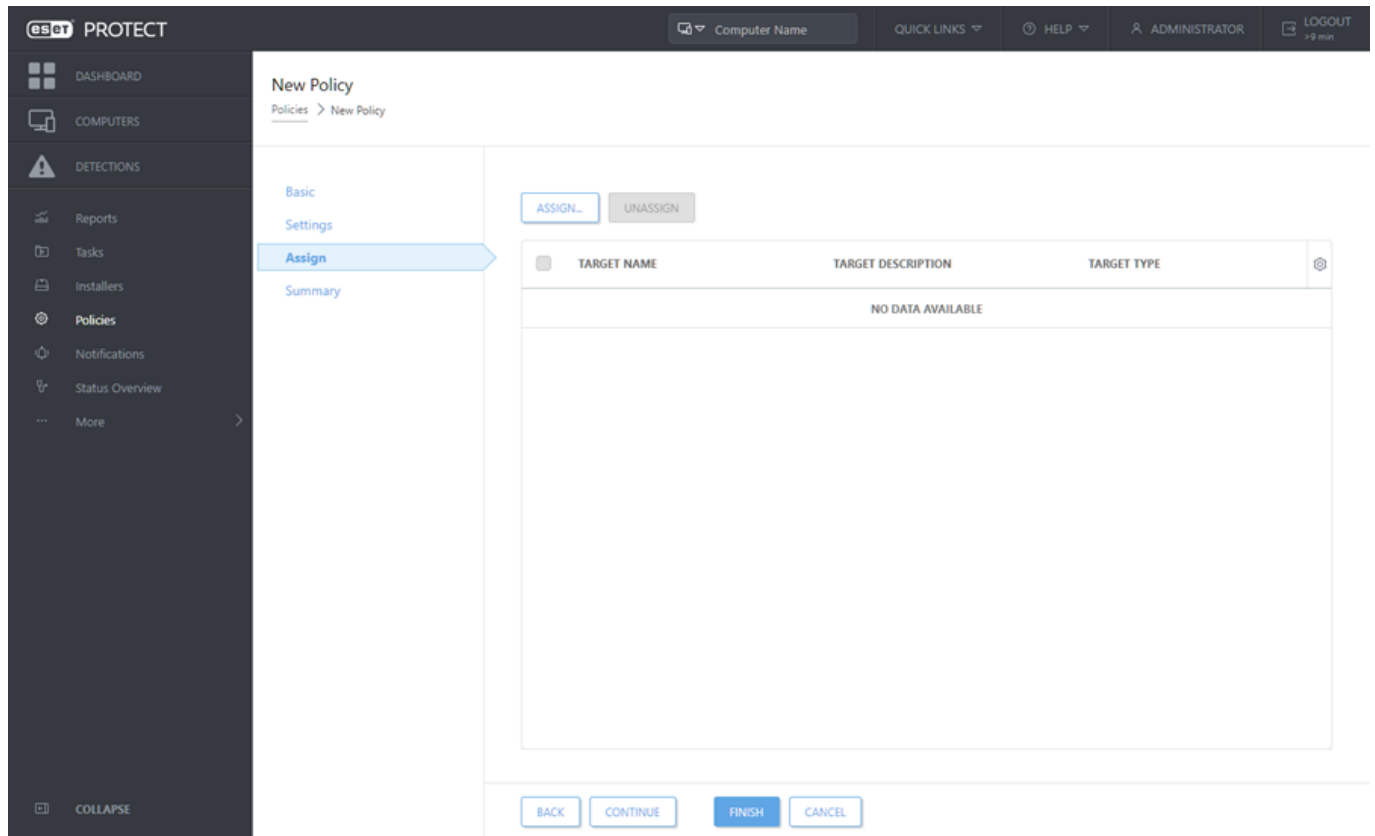 eset PROTECT
Computer Name
QUICK LINKS
HELP
ADMINISTRATOR
LOGOUT
>9 min
DASHBOARD
COMPUTERS
DETECTIONS
Reports
Tasks
Installers
Policies
Notifications
Status Overview
More
COLLAPSE
New Policy
Policies > New Policy
Basic
Settings
Assign
Summary
ASSIGN... UNASSIGN
TARGET NAME TARGET DESCRIPTION TARGET TYPE
NO DATA AVAILABLE
BACK CONTINUE FINISH CANCEL